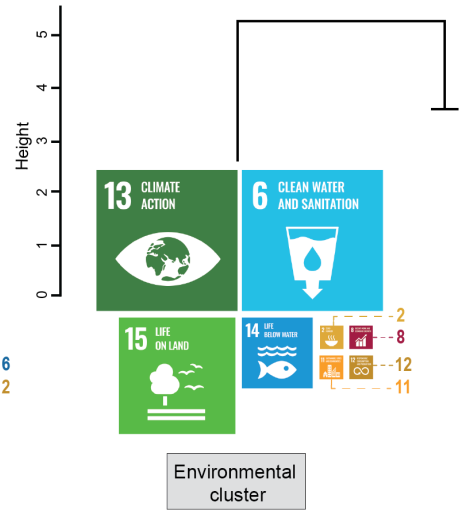 5
4
3
2
1
0
Height
13 CLIMATE
ACTION
6 CLEAN WATER
AND SANITATION
15 LIFE
ON LAND
14 LIFE
BELOW WATER
2
8
12
11
6
2
Environmental
cluster